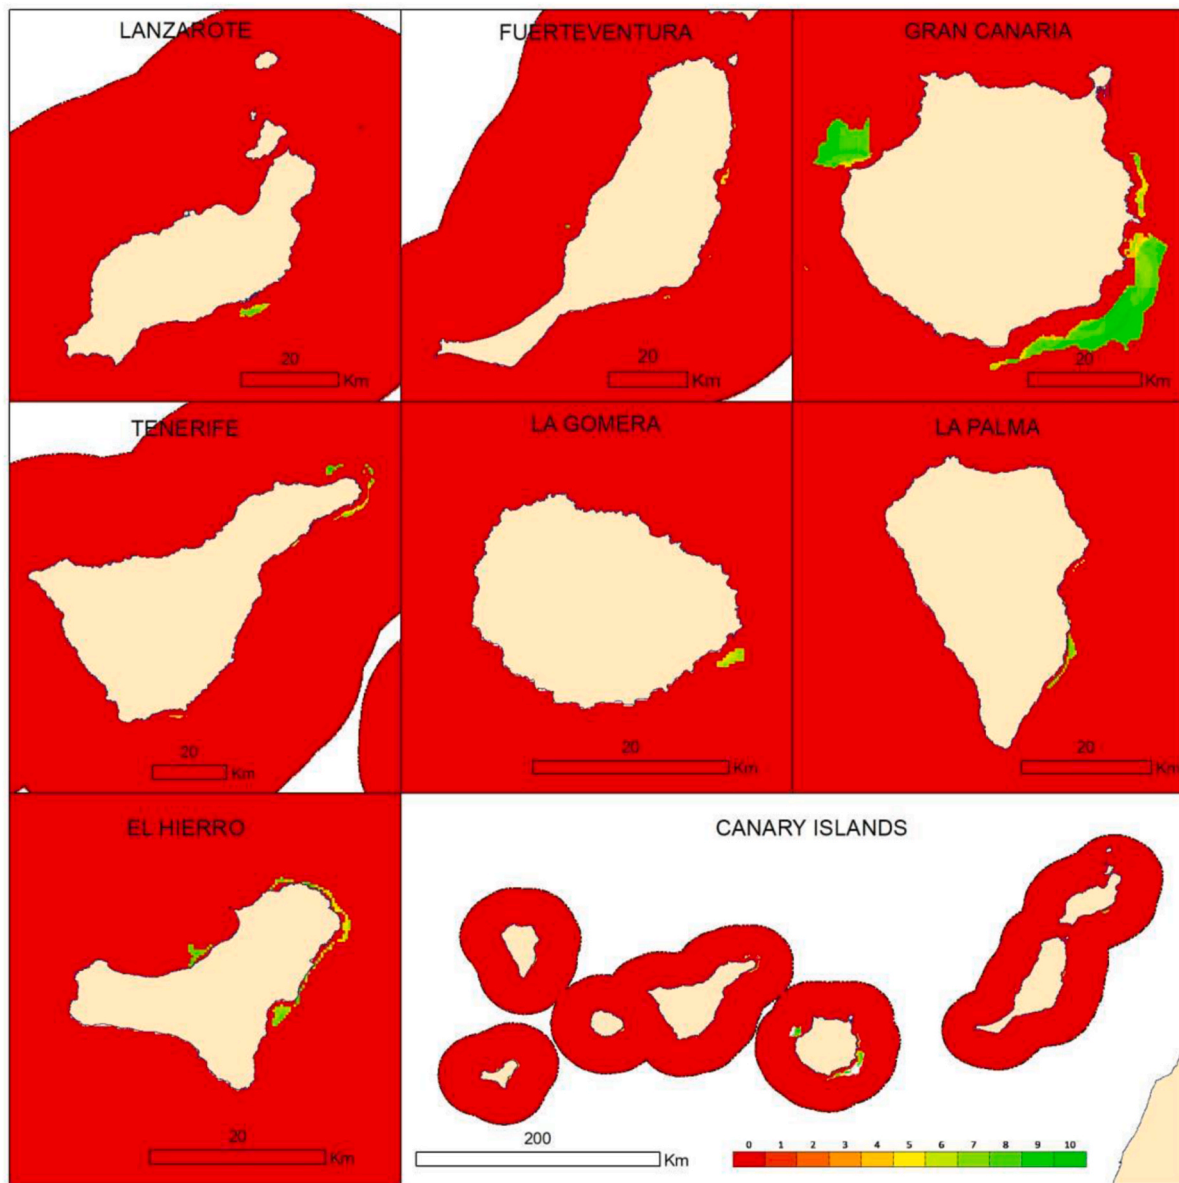 LANZAROTE
FUERTEVENTURA
GRAN CANARIA
20
Km
20
Km
20
Km
TENERIFE
LA GOMERA
LA PALMA
20
Km
20
Km
20
Km
EL HIERRO
CANARY ISLANDS
20
Km
200
Km
0 1 2 3 4 5 6 7 8 9 10